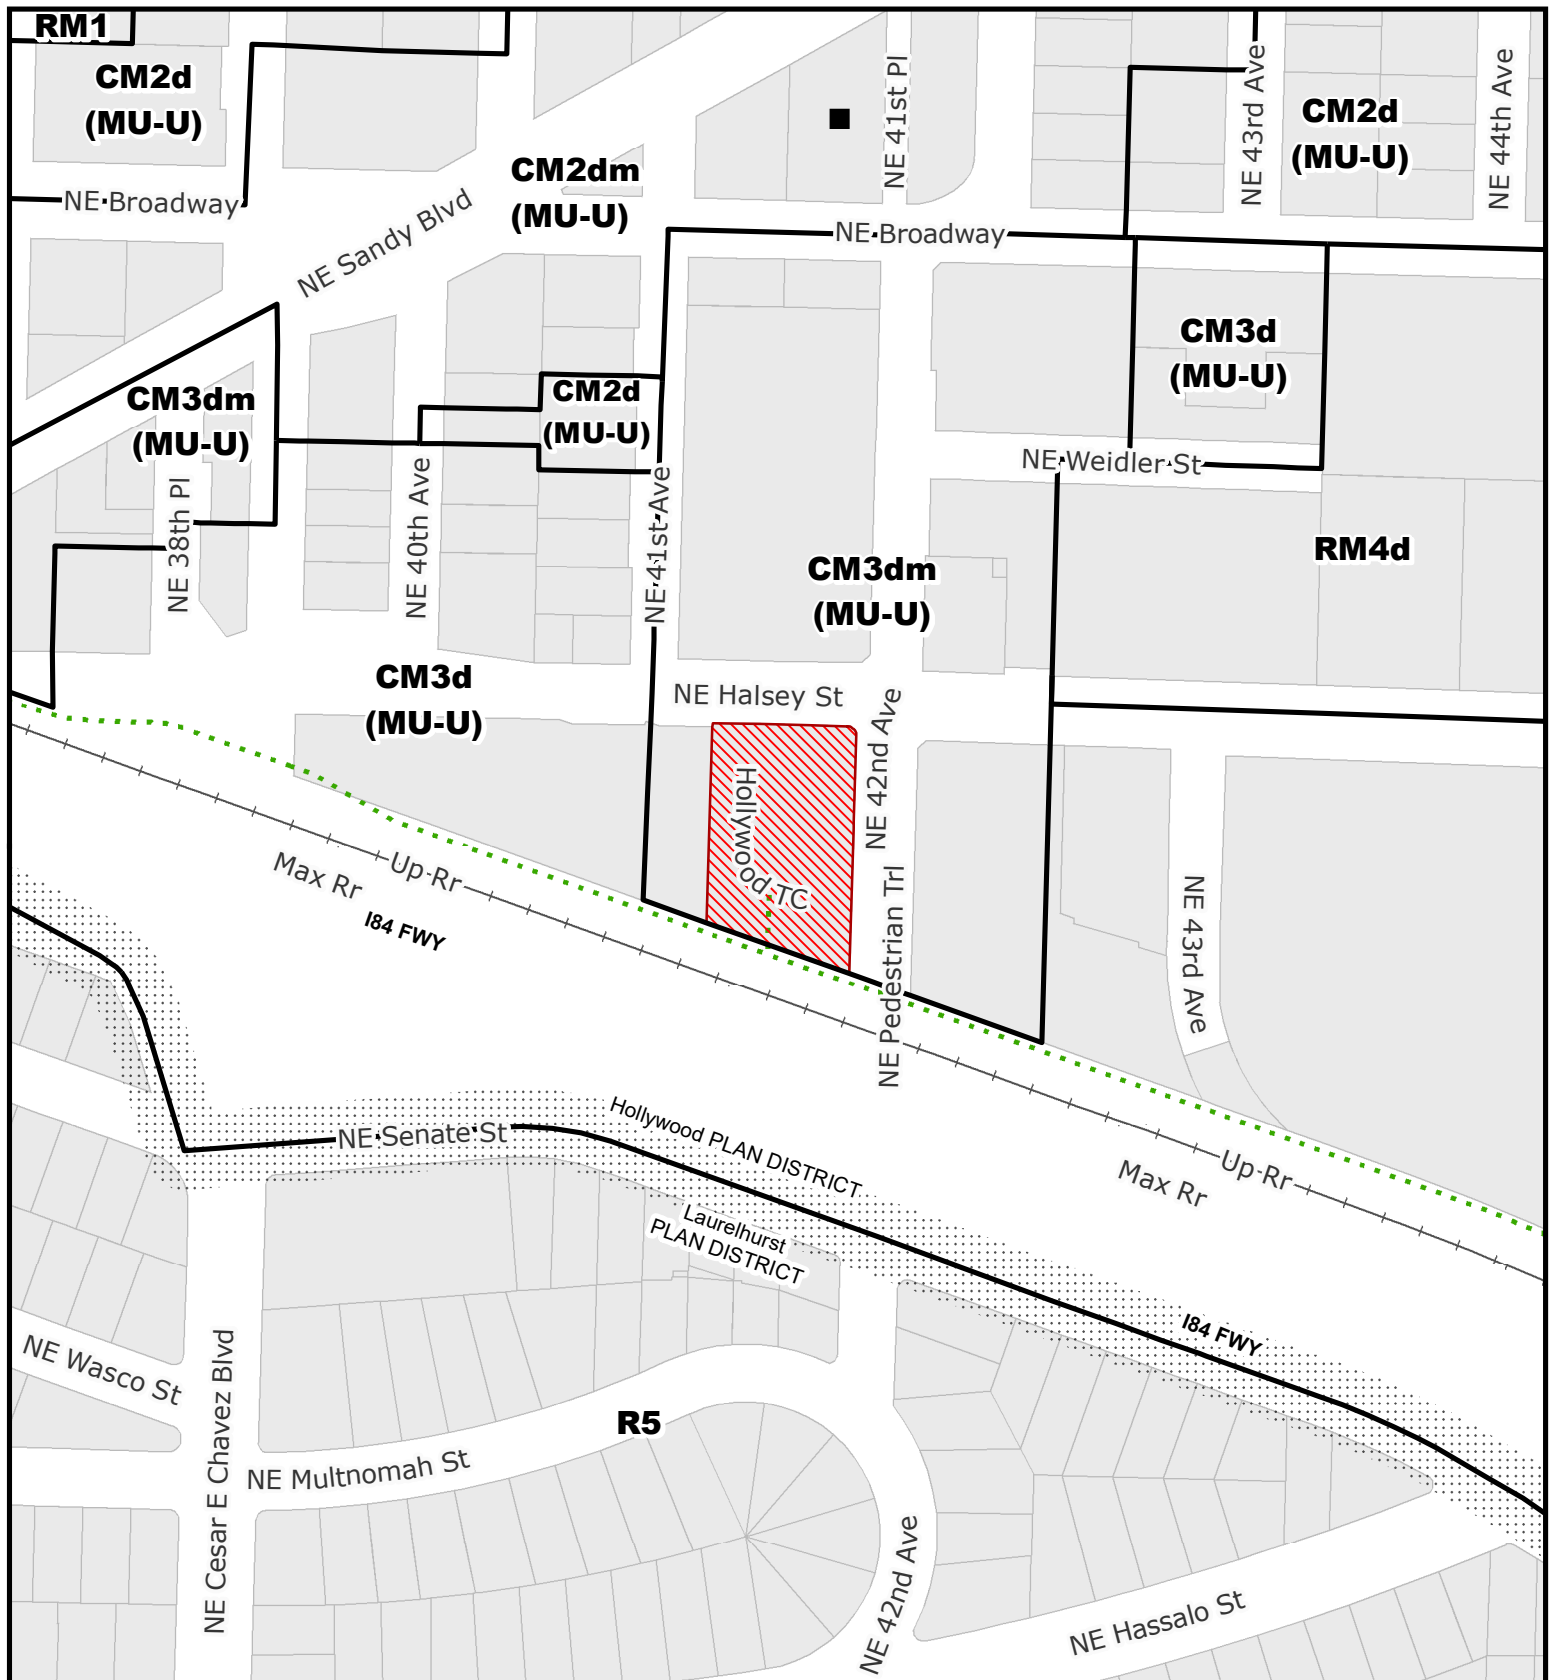 RM1
CM2d
(MU-U)
NE 41st Pl
NE 43rd Ave
CM2d
(MU-U)
NE 44th Ave
CM2dm
(MU-U)
NE Broadway
NE Sandy Blvd
NE Broadway
CM3d
(MU-U)
CM3dm
(MU-U)
CM2d
(MU-U)
NE Weidler St
NE 38th Pl
NE 40th Ave
NE 41st Ave
CM3dm
(MU-U)
RM4d
CM3d
(MU-U)
NE Halsey St
NE 42nd Ave
Hollywood TC
Up Rr
Max Rr
I84 FWY
NE Pedestrian Trl
NE 43rd Ave
NE Senate St
Hollywood PLAN DISTRICT
Laurelhurst
PLAN DISTRICT
Up Rr
Max Rr
I84 FWY
NE Wasco St
NE Cesar E Chavez Blvd
R5
NE Multnomah St
NE 42nd Ave
NE Hassalo St